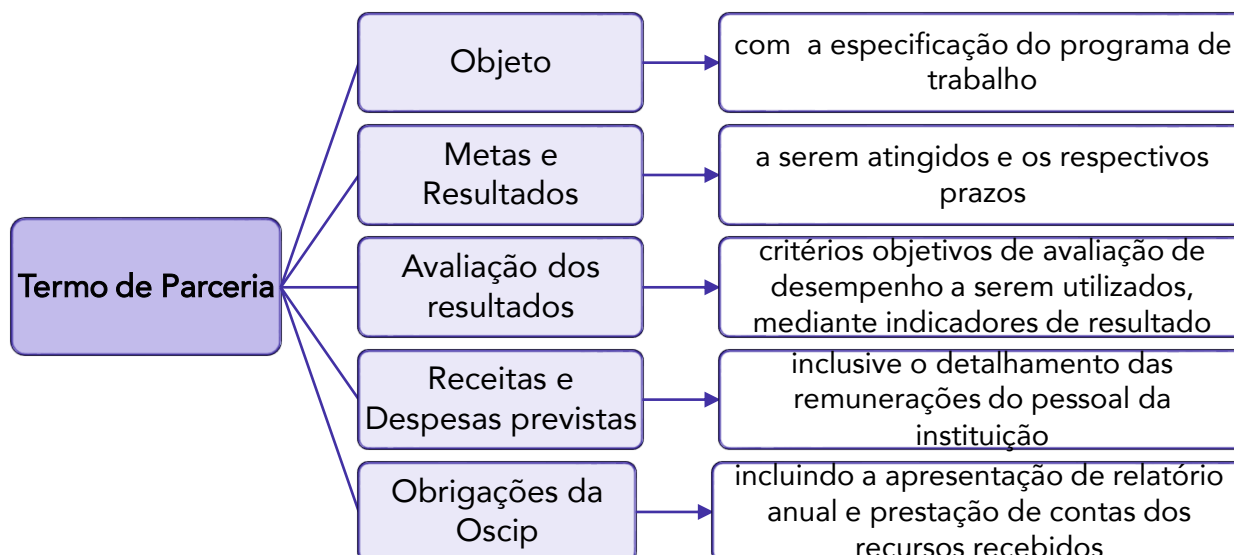 Termo de Parceria
Objeto
com a especificação do programa de
trabalho
Metas e
Resultados
a serem atingidos e os respectivos
prazos
Avaliação dos
resultados
critérios objetivos de avaliação de
desempenho a serem utilizados,
mediante indicadores de resultado
Receitas e
Despesas previstas
inclusive o detalhamento das
remunerações do pessoal da
instituição
Obrigações da
Oscip
incluindo a apresentação de relatório
anual e prestação de contas dos
recursos recebidos